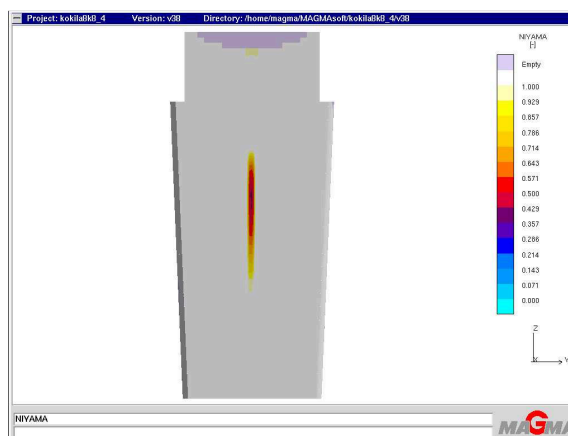 Project: kokila8k8_4 Version: v38 Directory: /home/magma/MAGMAsoft/kokila8k8_4/v38
NIYAMA
[-]
Empty
1.000
0.929
0.857
0.786
0.714
0.643
0.571
0.500
0.429
0.357
0.286
0.214
0.143
0.071
0.000
Z
X Y
NIYAMA
MAGMA